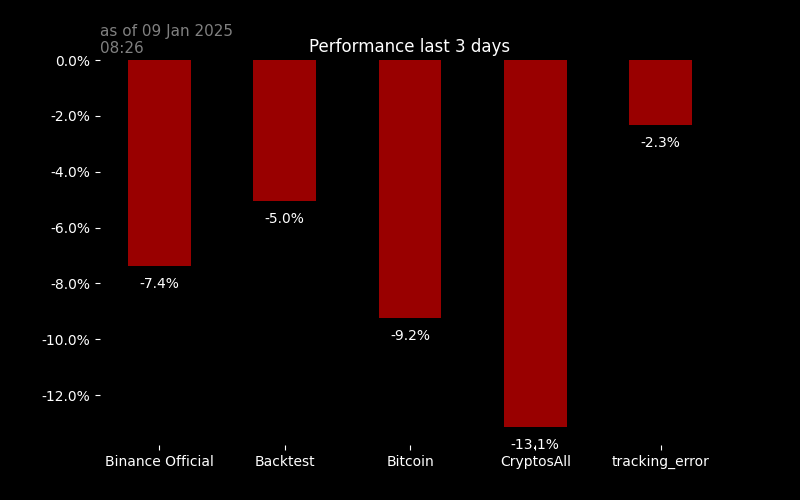 as of 09 Jan 2025
08:26
Performance last 3 days
0.0%
-2.0%
-4.0%
-6.0%
-8.0%
-10.0%
-12.0%
-7.4%
-5.0%
-9.2%
-13.1%
-2.3%
Binance Official
Backtest
Bitcoin
CryptosAll
tracking_error